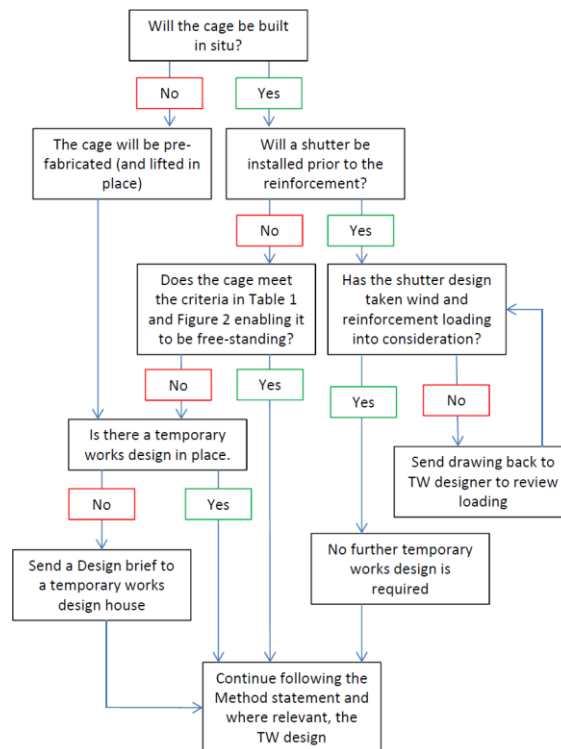 Will the cage be built
in situ?
No
Yes
The cage will be pre-
fabricated (and lifted in
place)
Will a shutter be
installed prior to the
reinforcement?
No
Yes
Does the cage meet
the criteria in Table 1
and Figure 2 enabling it
to be free-standing?
Has the shutter design
taken wind and
reinforcement loading
into consideration?
No
Yes
Yes
No
Is there a temporary
works design in place.
Send drawing back to
TW designer to review
loading
No
Yes
Send a Design brief to
a temporary works
design house
No further temporary
works design is
required
Continue following the
Method statement and
where relevant, the
TW design